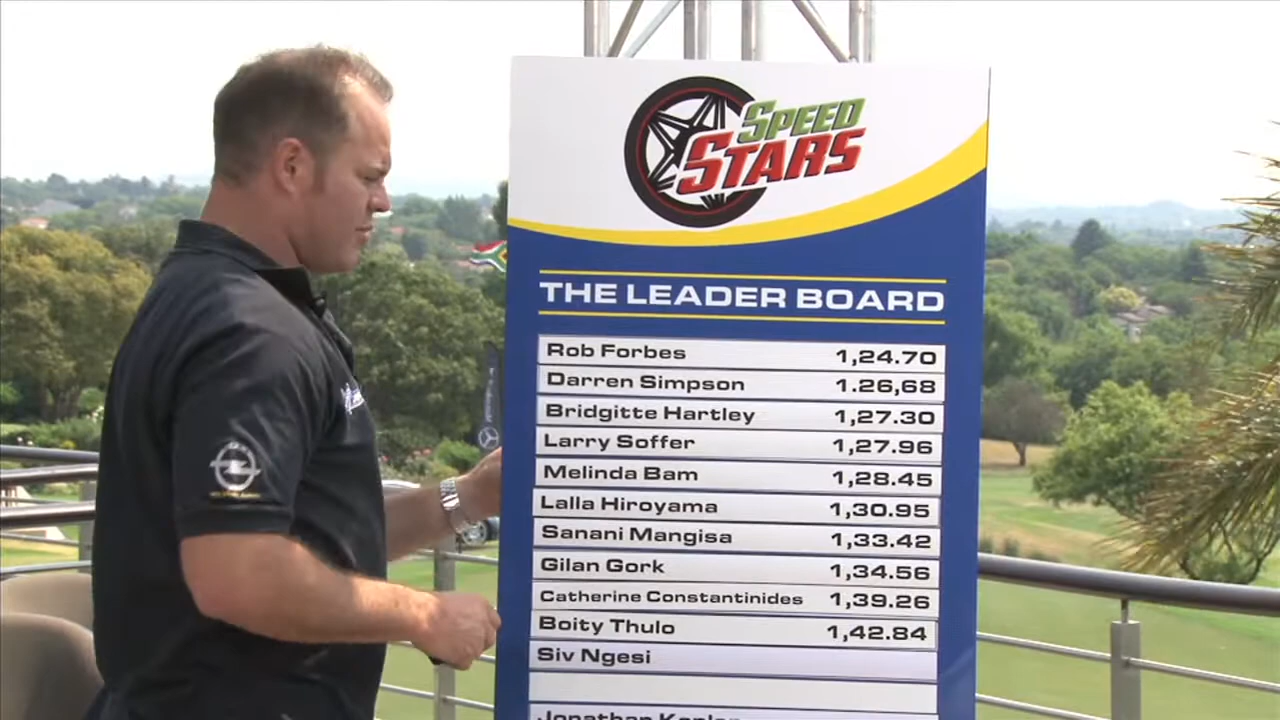 SPEED
STARS
THE LEADER BOARD
Rob Forbes 1,24.70
Darren Simpson 1.26,68
Bridgitte Hartley 1,27.30
Larry Soffer 1,27.96
Melinda Bam 1,28.45
Lalla Hiroyama 1,30.95
Sanani Mangisa 1,33.42
Gilan Gork 1,34.56
Catherine Constantinides 1,39.26
Boity Thulo 1,42.84
Siv Ngesi
Jonathan